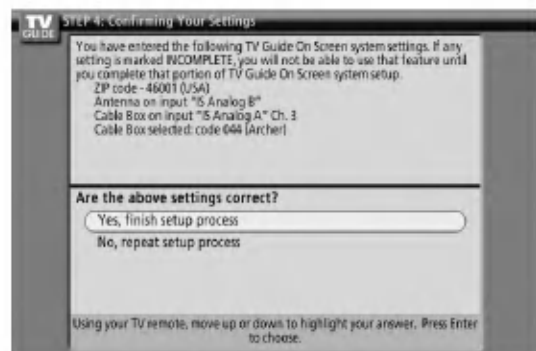 TV
GUIDE
STEP 4: Confirming Your Settings
You have entered the following TV Guide On Screen system settings. If any
setting is marked INCOMPLETE, you will not be able to use that feature until
you complete that portion of TV Guide On Screen system setup.
ZIP code - 46001 (USA)
Antenna on input "IS Analog B"
Cable Box on input "IS Analog A" Ch. 3
Cable Box selected: code 044 (Archer)
Are the above settings correct?
Yes, finish setup process
No, repeat setup process
Using your TV remote, move up or down to highlight your answer. Press Enter
to choose.